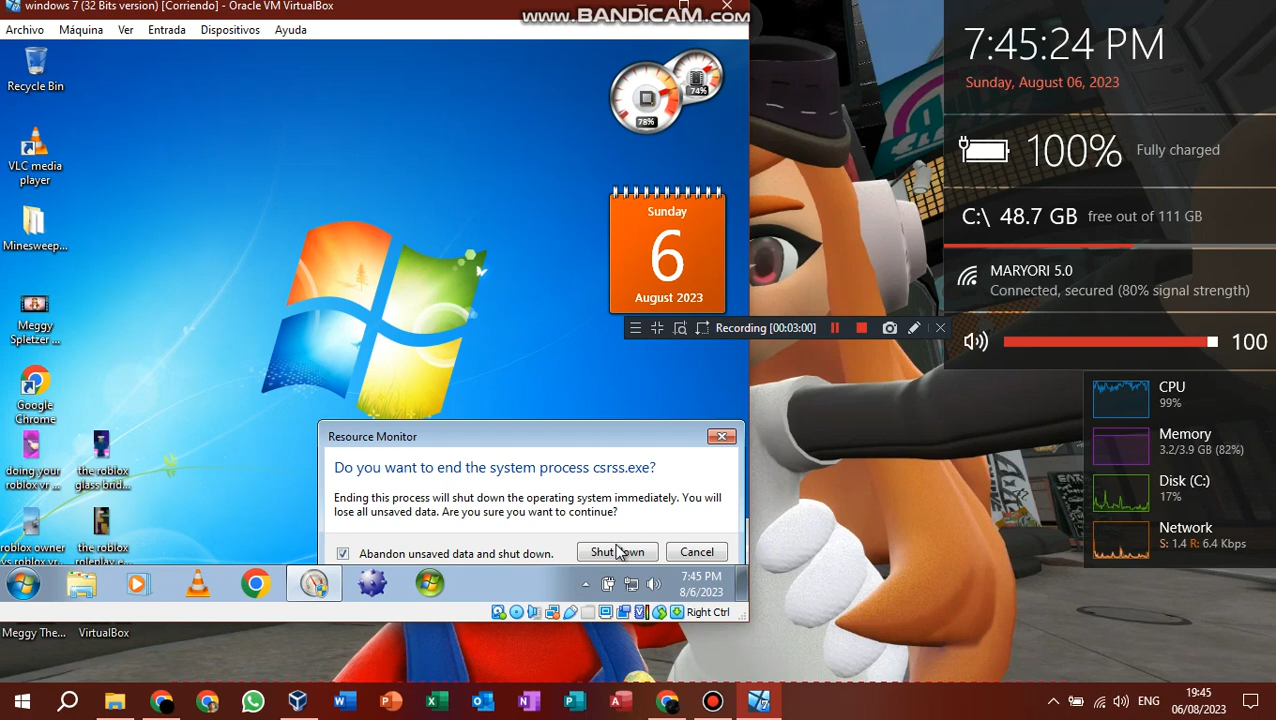 windows 7 (32 Bits version) [Corriendo] - Oracle VM VirtualBox
www.BANDICAM.com
Archivo Máquina Ver Entrada Dispositivos Ayuda
Recycle Bin
VLC media
player
Minesweep...
Meggy
Spletzer ...
Google
Chrome
doing your
roblox vr ...
the roblox
glass brid...
roblox owner
vs roblox vr...
the roblox
roleplay e...
78%
74%
Sunday
6
August 2023
Recording [00:03:00]
Resource Monitor
Do you want to end the system process csrss.exe?
Ending this process will shut down the operating system immediately. You will
lose all unsaved data. Are you sure you want to continue?
Abandon unsaved data and shut down.
Shut down
Cancel
7:45 PM
8/6/2023
Right Ctrl
Meggy The...
VirtualBox
7:45:24 PM
Sunday, August 06, 2023
100% Fully charged
C:\ 48.7 GB free out of 111 GB
MARYORI 5.0
Connected, secured (80% signal strength)
100
CPU
99%
Memory
3.2/3.9 GB (82%)
Disk (C:)
17%
Network
S: 1.4 R: 6.4 Kbps
ENG
19:45
06/08/2023